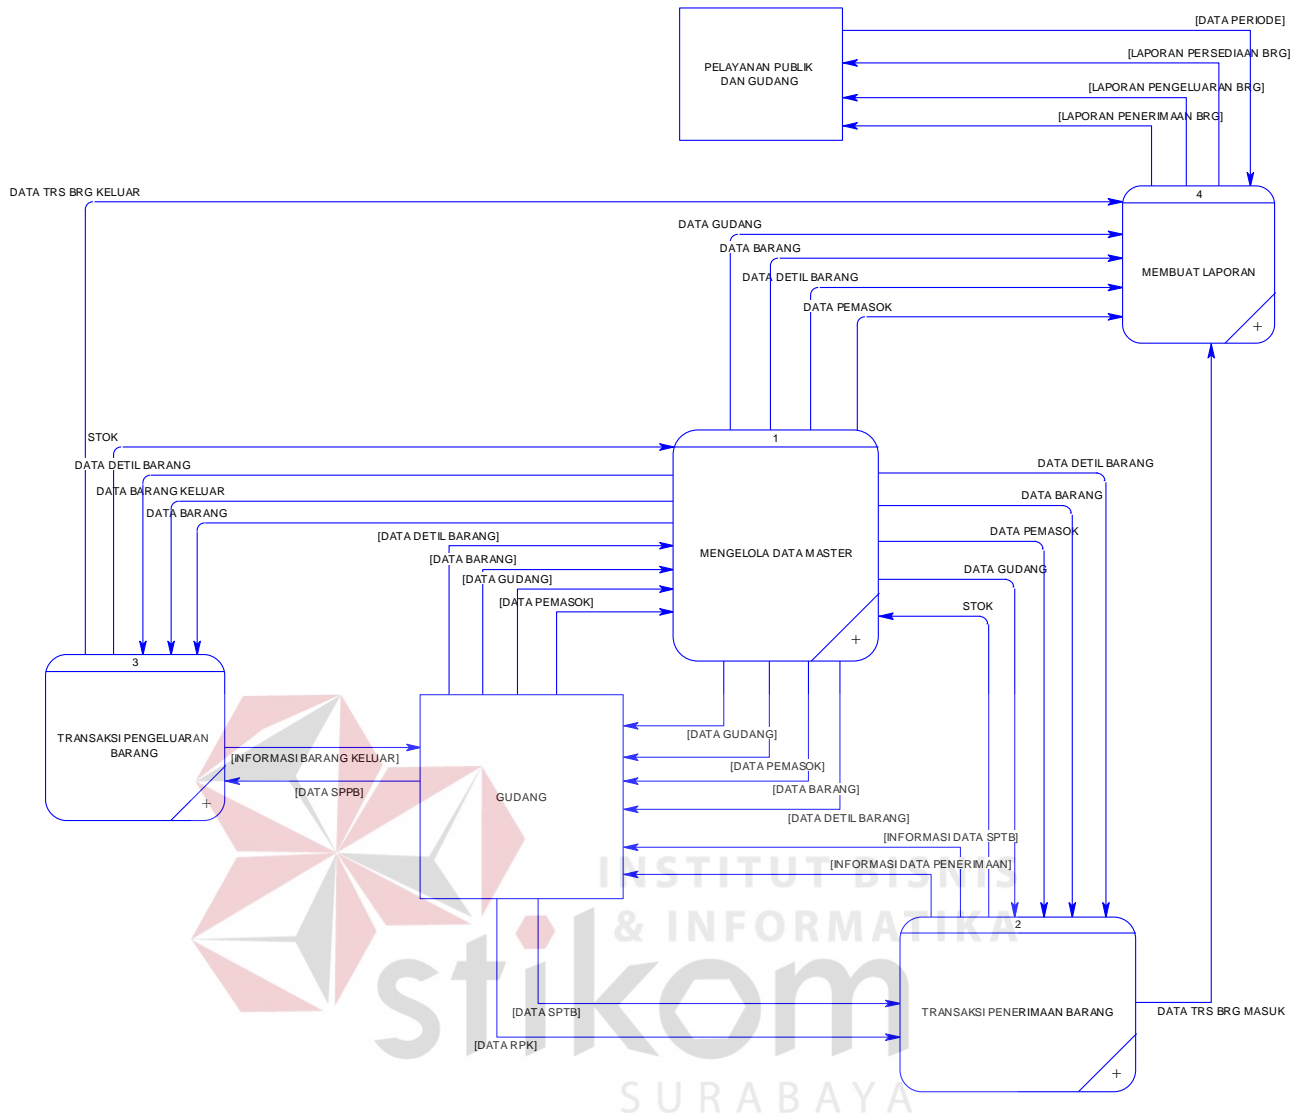 [DATA PERIODE]
[LAPORAN PERSEDIAAN BRG]
[LAPORAN PENGELUARAN BRG]
[LAPORAN PENERIMAAN BRG]
PELAYANAN PUBLIK
DAN GUDANG
DATA TRS BRG KELUAR
4
MEMBUAT LAPORAN
+
DATA GUDANG
DATA BARANG
DATA DETIL BARANG
DATA PEMASOK
STOK
DATA DETIL BARANG
DATA BARANG KELUAR
DATA BARANG
1
MENGELOLA DATA MASTER
+
DATA DETIL BARANG
DATA BARANG
DATA PEMASOK
DATA GUDANG
STOK
[DATA DETIL BARANG]
[DATA BARANG]
[DATA GUDANG]
[DATA PEMASOK]
3
TRANSAKSI PENGELUARAN
BARANG
+
[INFORMASI BARANG KELUAR]
[DATA SPPB]
GUDANG
[DATA GUDANG]
[DATA PEMASOK]
[DATA BARANG]
[DATA DETIL BARANG]
[INFORMASI DATA SPTB]
[INFORMASI DATA PENERIMAAN]
INSTITUT BISNIS
& INFORMATIKA
stikom
SURABAYA
2
TRANSAKSI PENERIMAAN BARANG
+
[DATA SPTB]
[DATA RPK]
DATA TRS BRG MASUK